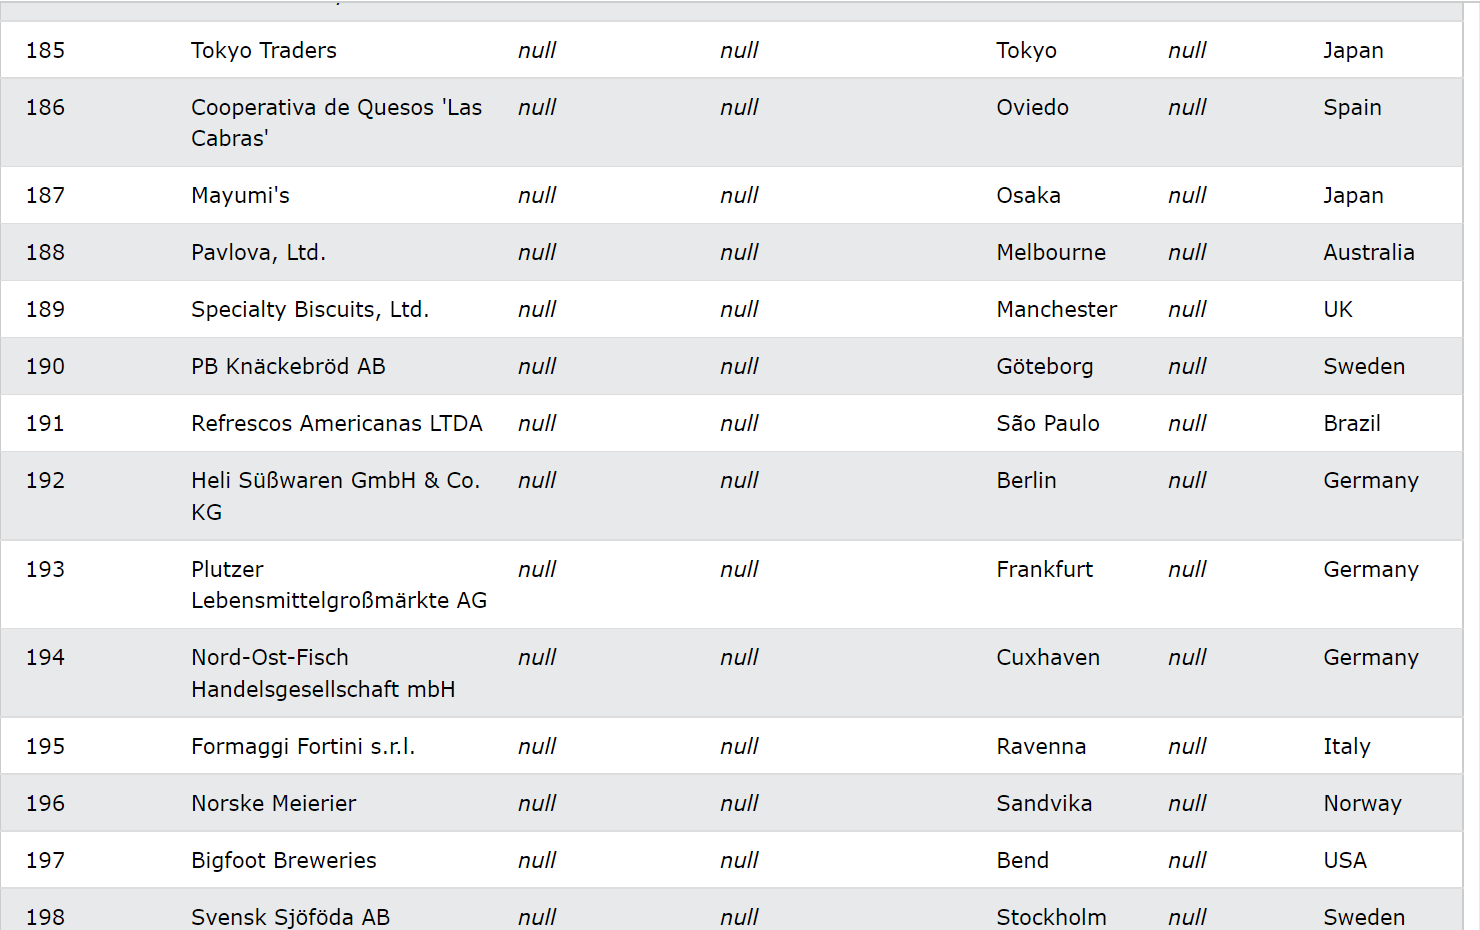 185 Tokyo Traders null null Tokyo null Japan
186 Cooperativa de Quesos 'Las null null Oviedo null Spain
Cabras'
187 Mayumi's null null Osaka null Japan
188 Pavlova, Ltd. null null Melbourne null Australia
189 Specialty Biscuits, Ltd. null null Manchester null UK
190 PB Knäckebröd AB null null Göteborg null Sweden
191 Refrescos Americanas LTDA null null São Paulo null Brazil
192 Heli Süßwaren GmbH & Co. null null Berlin null Germany
KG
193 Plutzer null null Frankfurt null Germany
Lebensmittelgroßmärkte AG
194 Nord-Ost-Fisch null null Cuxhaven null Germany
Handelsgesellschaft mbH
195 Formaggi Fortini s.r.l. null null Ravenna null Italy
196 Norske Meierier null null Sandvika null Norway
197 Bigfoot Breweries null null Bend null USA
198 Svensk Sjöföda AB null null Stockholm null Sweden